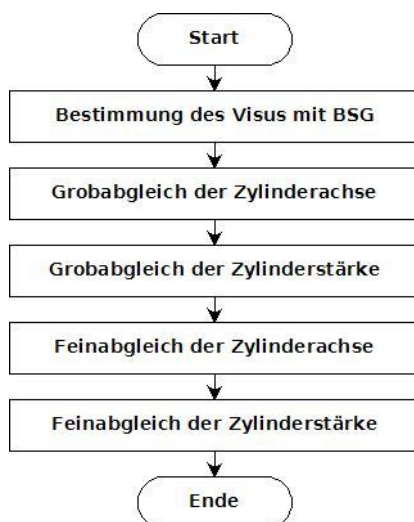 Start
Bestimmung des Visus mit BSG
Grobabgleich der Zylinderachse
Grobabgleich der Zylinderstärke
Feinabgleich der Zylinderachse
Feinabgleich der Zylinderstärke
Ende